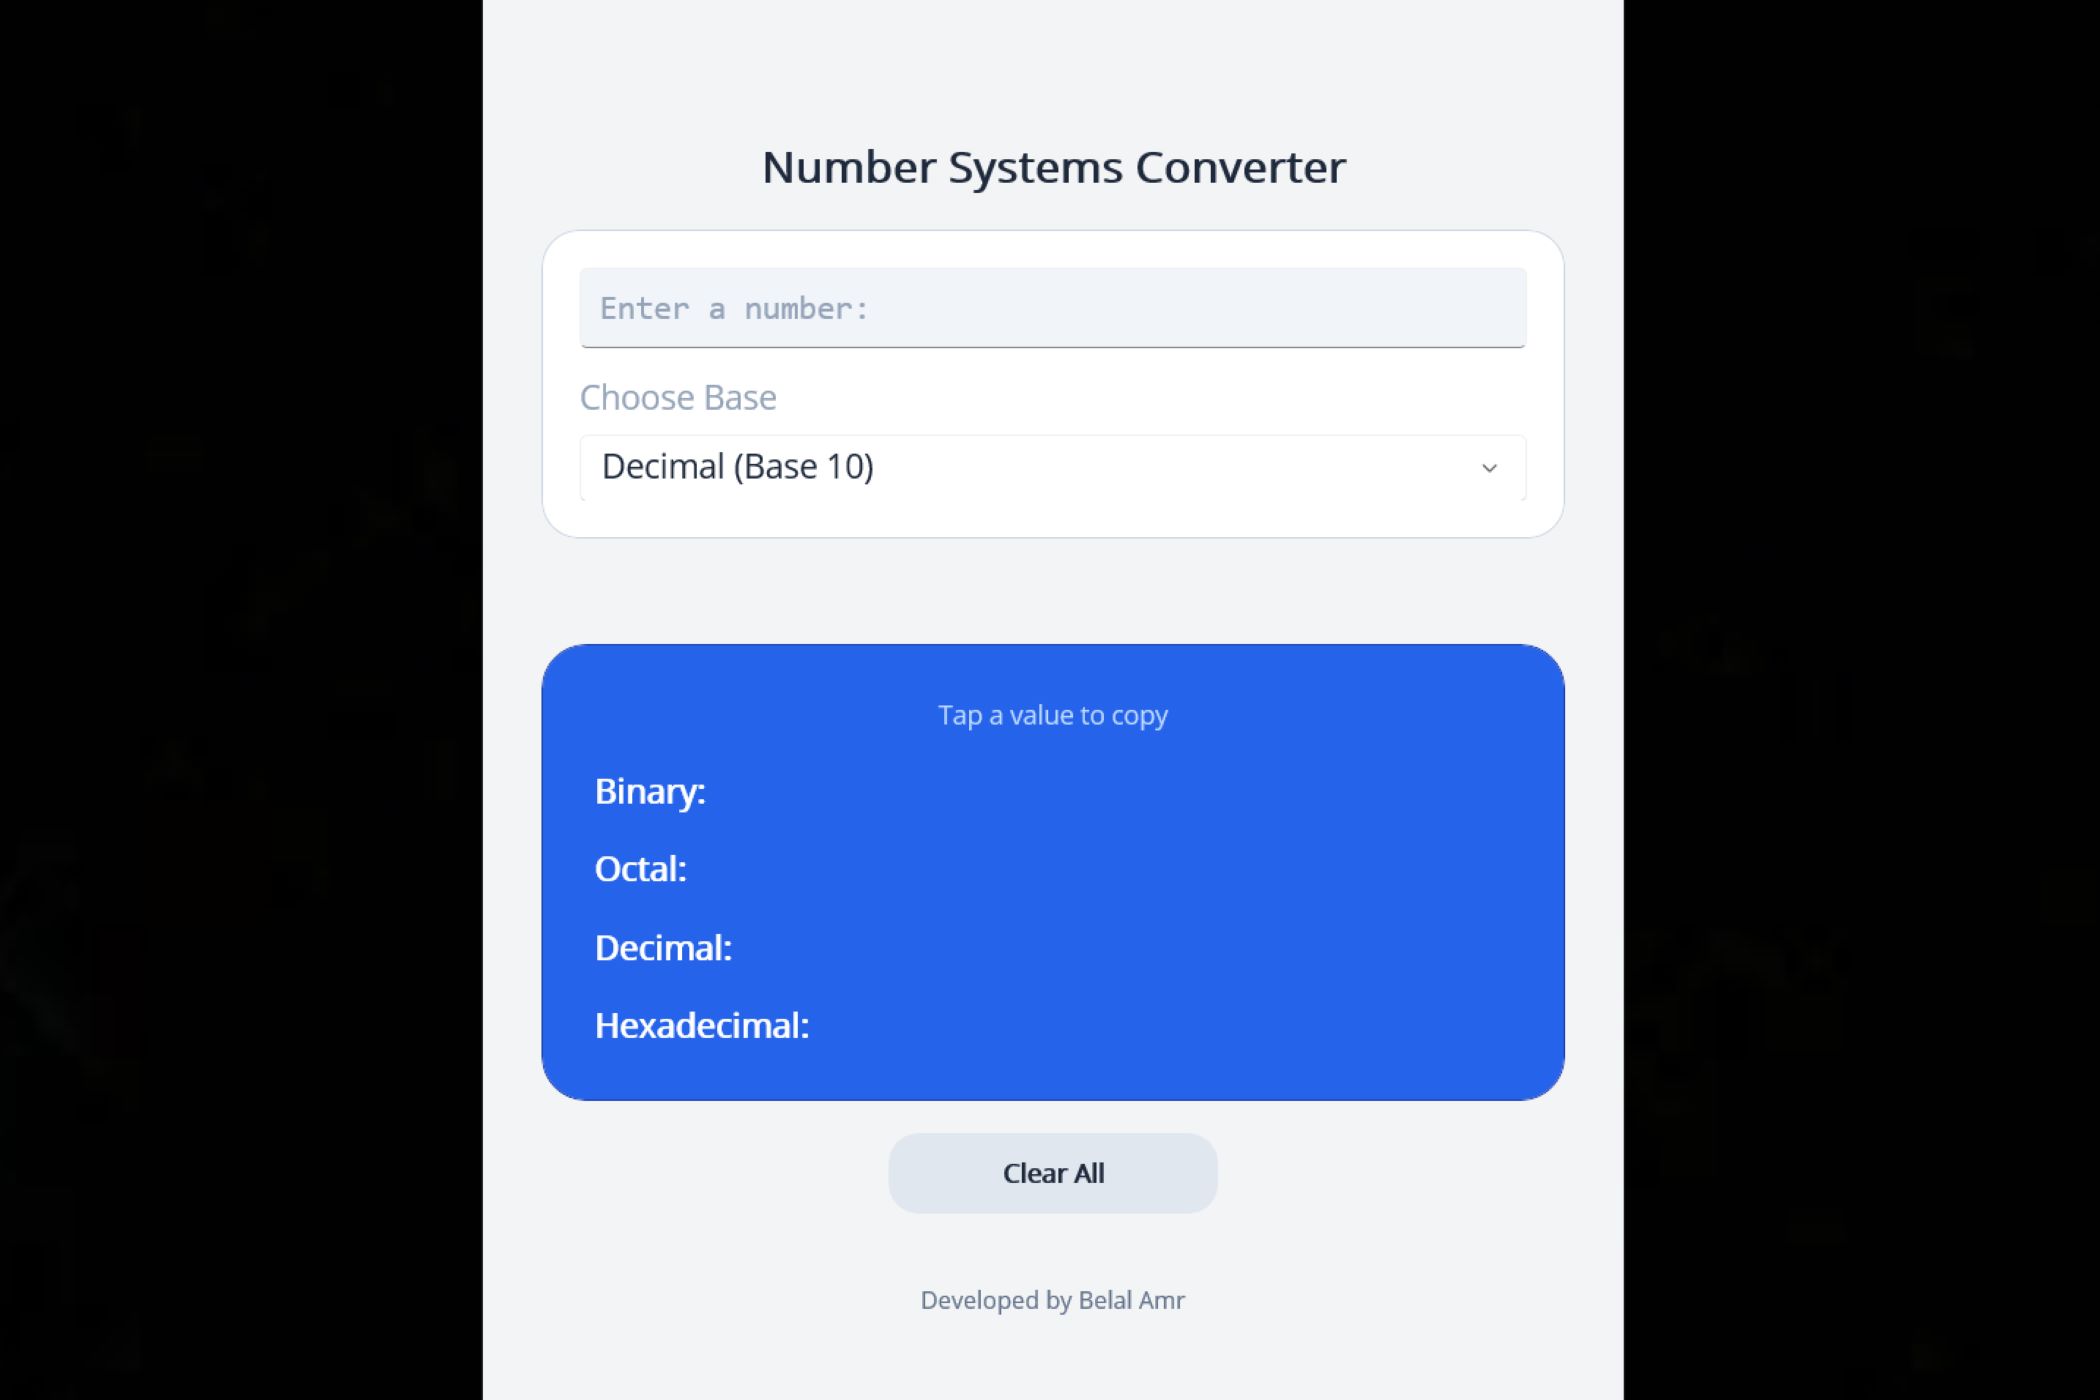 Number Systems Converter
Enter a number:
Choose Base
Decimal (Base 10)
Tap a value to copy
Binary:
Octal:
Decimal:
Hexadecimal:
Clear All
Developed by Belal Amr